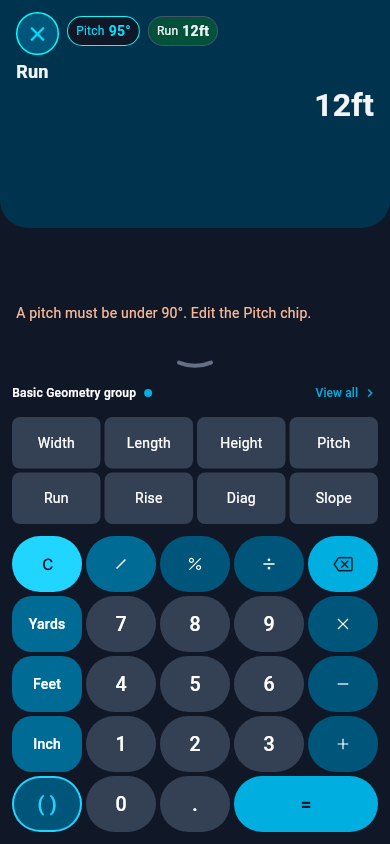 Pitch 95° Run 12ft
Run
12ft
A pitch must be under 90°. Edit the Pitch chip.
Basic Geometry group View all
Width Length Height Pitch
Run Rise Diag Slope
C / % ÷
Yards 7 8 9 ×
Feet 4 5 6 −
Inch 1 2 3 +
( ) 0 . =